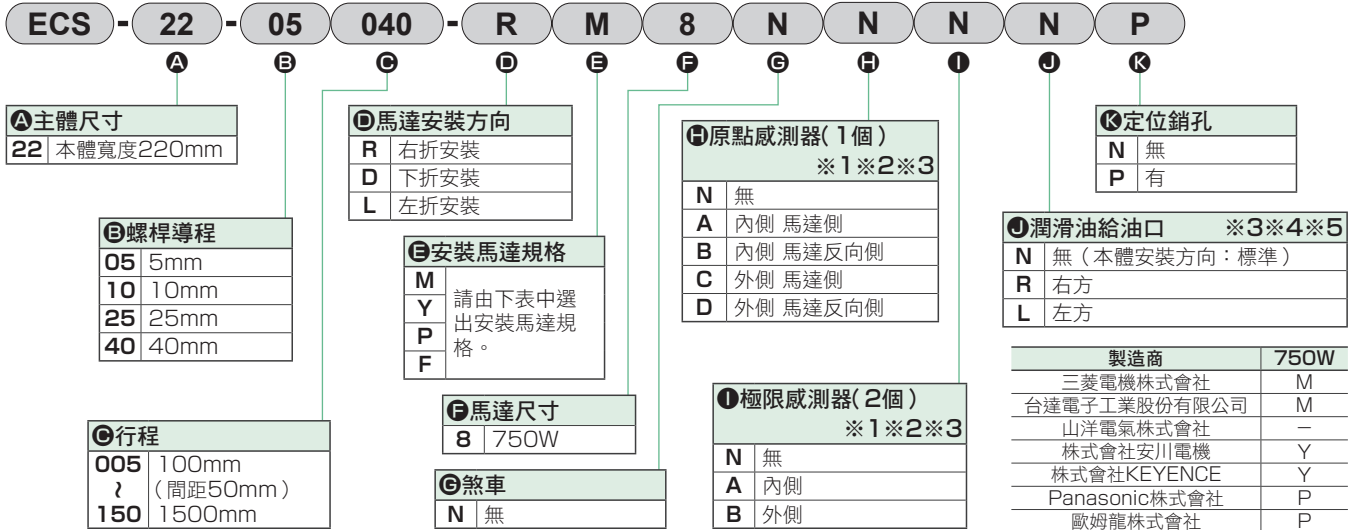 ECS - 22 - 05 040 - R M 8 N N N N P
A B C D E F G H I J K
A主體尺寸
22 本體寬度220mm
B螺桿導程
05 5mm
10 10mm
25 25mm
40 40mm
C行程
005 100mm
~ (間距50mm)
150 1500mm
D馬達安裝方向
R 右折安裝
D 下折安裝
L 左折安裝
E安裝馬達規格
M
Y
P
F
請由下表中選
出安裝馬達規
格。
F馬達尺寸
8 750W
G煞車
N 無
H原點感測器(1個)
※1※2※3
N 無
A 內側 馬達側
B 內側 馬達反向側
C 外側 馬達側
D 外側 馬達反向側
I極限感測器(2個)
※1※2※3
N 無
A 內側
B 外側
K定位銷孔
N 無
P 有
J潤滑油給油口 ※3※4※5
N 無(本體安裝方向：標準)
R 右方
L 左方
製造商 750W
三菱電機株式會社 M
台達電子工業股份有限公司 M
山洋電氣株式會社 －
株式會社安川電機 Y
株式會社KEYENCE Y
Panasonic株式會社 P
歐姆龍株式會社 P